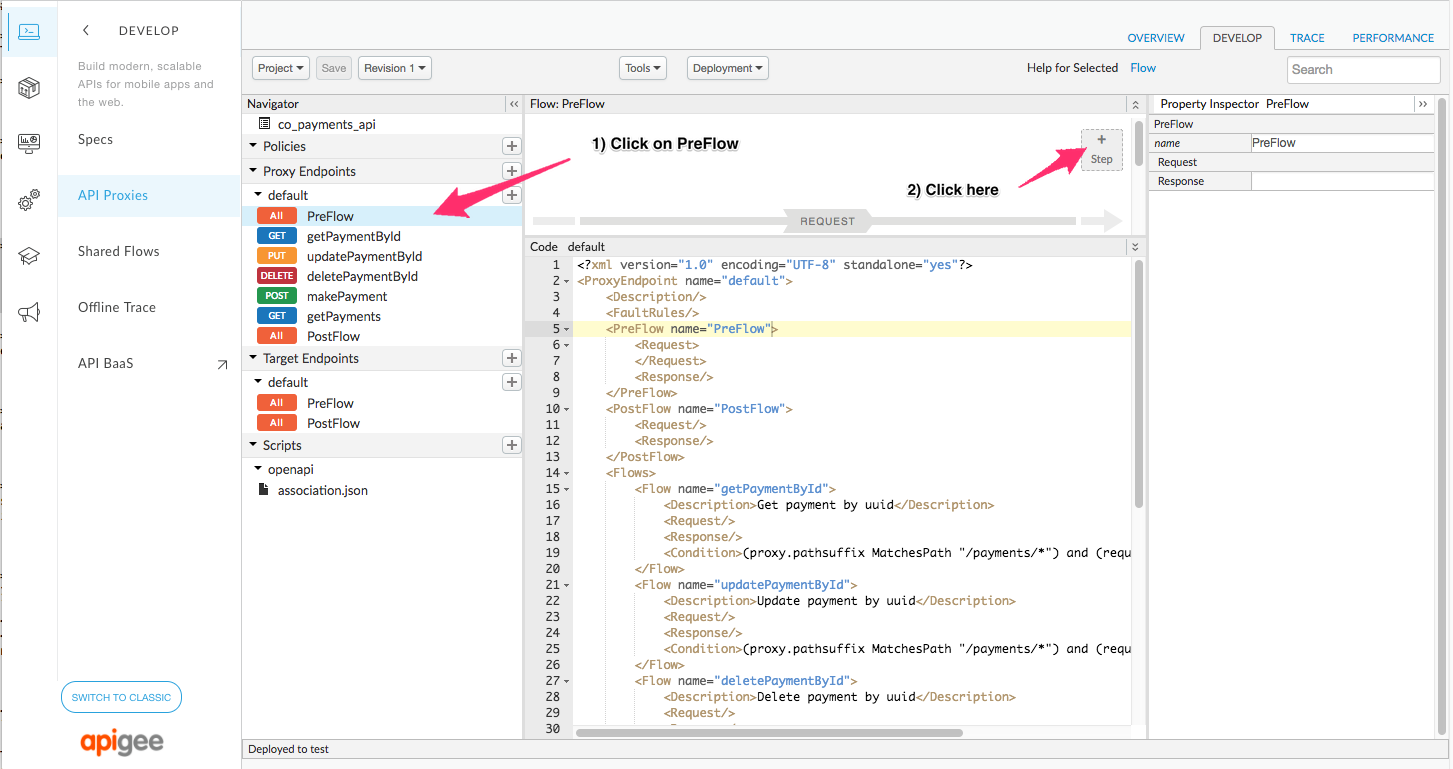 DEVELOP
Build modern, scalable
APIs for mobile apps and
the web.
Specs
API Proxies
Shared Flows
Offline Trace
API BaaS
SWITCH TO CLASSIC
apigee
OVERVIEW DEVELOP TRACE PERFORMANCE
Project Save Revision 1 Tools Deployment Help for Selected Flow Search
Navigator
co_payments_api
Policies
Proxy Endpoints
default
All PreFlow
GET getPaymentById
PUT updatePaymentById
DELETE deletePaymentById
POST makePayment
GET getPayments
All PostFlow
Target Endpoints
default
All PreFlow
All PostFlow
Scripts
openapi
association.json
Flow: PreFlow
1) Click on PreFlow
+
Step
2) Click here
REQUEST
Code default
1 <?xml version="1.0" encoding="UTF-8" standalone="yes"?>
2 <ProxyEndpoint name="default">
3 <Description/>
4 <FaultRules/>
5 <PreFlow name="PreFlow">
6 <Request>
7 </Request>
8 <Response/>
9 </PreFlow>
10 <PostFlow name="PostFlow">
11 <Request/>
12 <Response/>
13 </PostFlow>
14 <Flows>
15 <Flow name="getPaymentById">
16 <Description>Get payment by uuid</Description>
17 <Request/>
18 <Response/>
19 <Condition>(proxy.pathsuffix MatchesPath "/payments/*") and (requ
20 </Flow>
21 <Flow name="updatePaymentById">
22 <Description>Update payment by uuid</Description>
23 <Request/>
24 <Response/>
25 <Condition>(proxy.pathsuffix MatchesPath "/payments/*") and (requ
26 </Flow>
27 <Flow name="deletePaymentById">
28 <Description>Delete payment by uuid</Description>
29 <Request/>
30
Property Inspector PreFlow
PreFlow
name PreFlow
Request
Response
Deployed to test